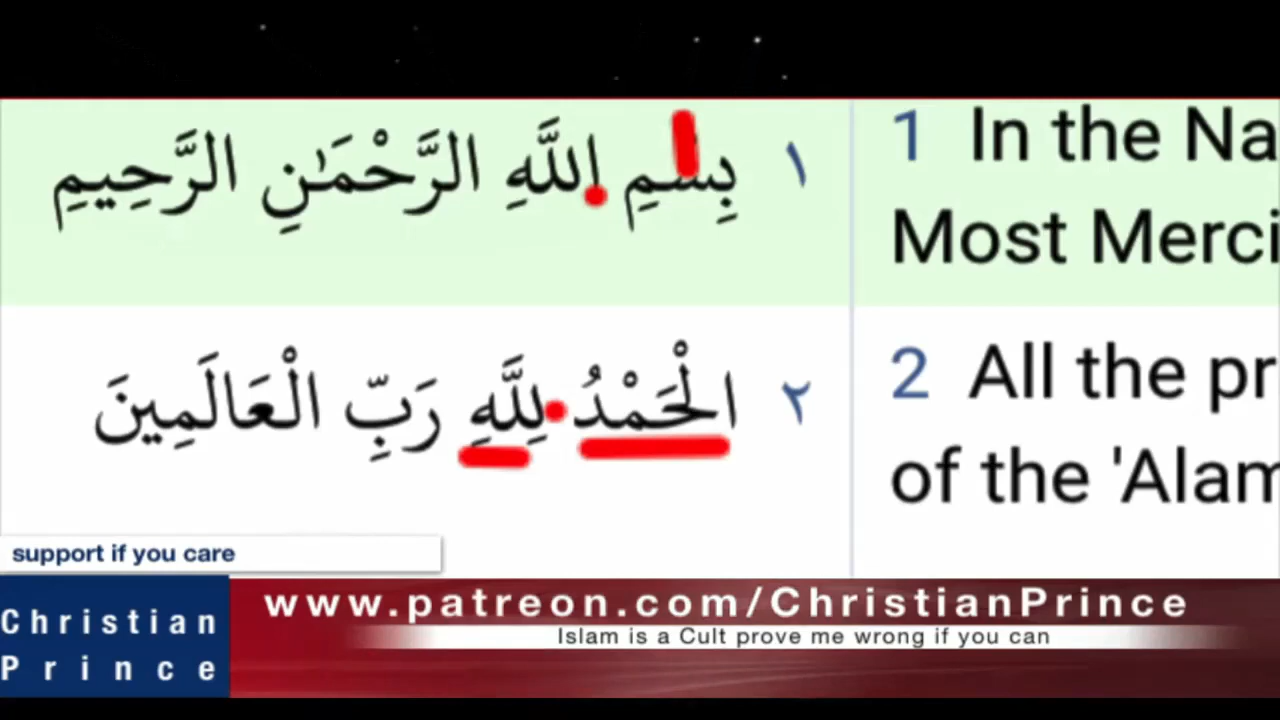 بِسْمِ اللَّهِ الرَّحْمَٰنِ الرَّحِيمِ ١
1 In the Na
Most Merci
الْحَمْدُ لِلَّهِ رَبِّ الْعَالَمِينَ ٢
2 All the pr
of the 'Alam
support if you care
Christian
Prince
www.patreon.com/ChristianPrince
Islam is a Cult prove me wrong if you can